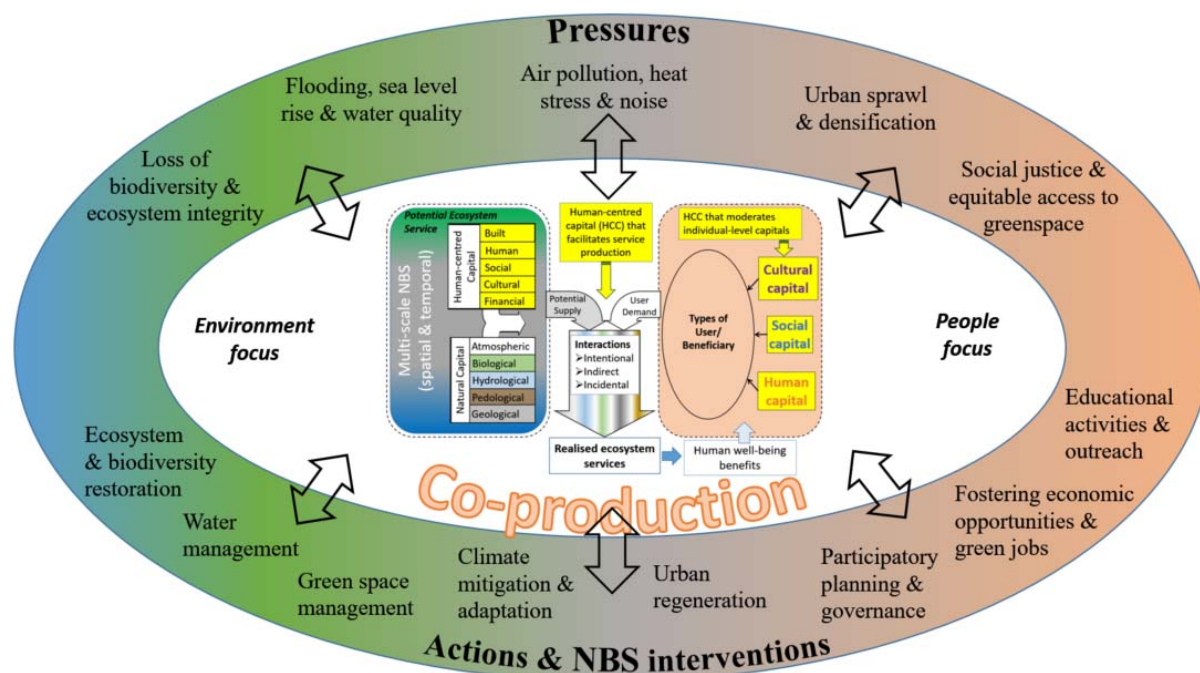 Pressures
Air pollution, heat
stress & noise
Flooding, sea level
rise & water quality
Urban sprawl
& densification
Loss of
biodiversity &
ecosystem integrity
Social justice &
equitable access to
greenspace
Environment
focus
Potential Ecosystem
Service
Multi-scale NBS
(spatial & temporal)
Human-centred
Capital
Built
Human
Social
Cultural
Financial
Natural Capital
Atmospheric
Biological
Hydrological
Pedological
Geological
Human-centred
capital (HCC) that
facilitates service
production
Potential
Supply
User
Demand
Interactions
➢Intentional
➢Indirect
➢Incidental
Realised ecosystem
services
HCC that moderates
individual-level capitals
Types of
User/
Beneficiary
Cultural
capital
Social
capital
Human
capital
Human well-being
benefits
People
focus
Co-production
Ecosystem
& biodiversity
restoration
Water
management
Green space
management
Climate
mitigation &
adaptation
Urban
regeneration
Participatory
planning &
governance
Fostering economic
opportunities &
green jobs
Educational
activities &
outreach
Actions & NBS interventions